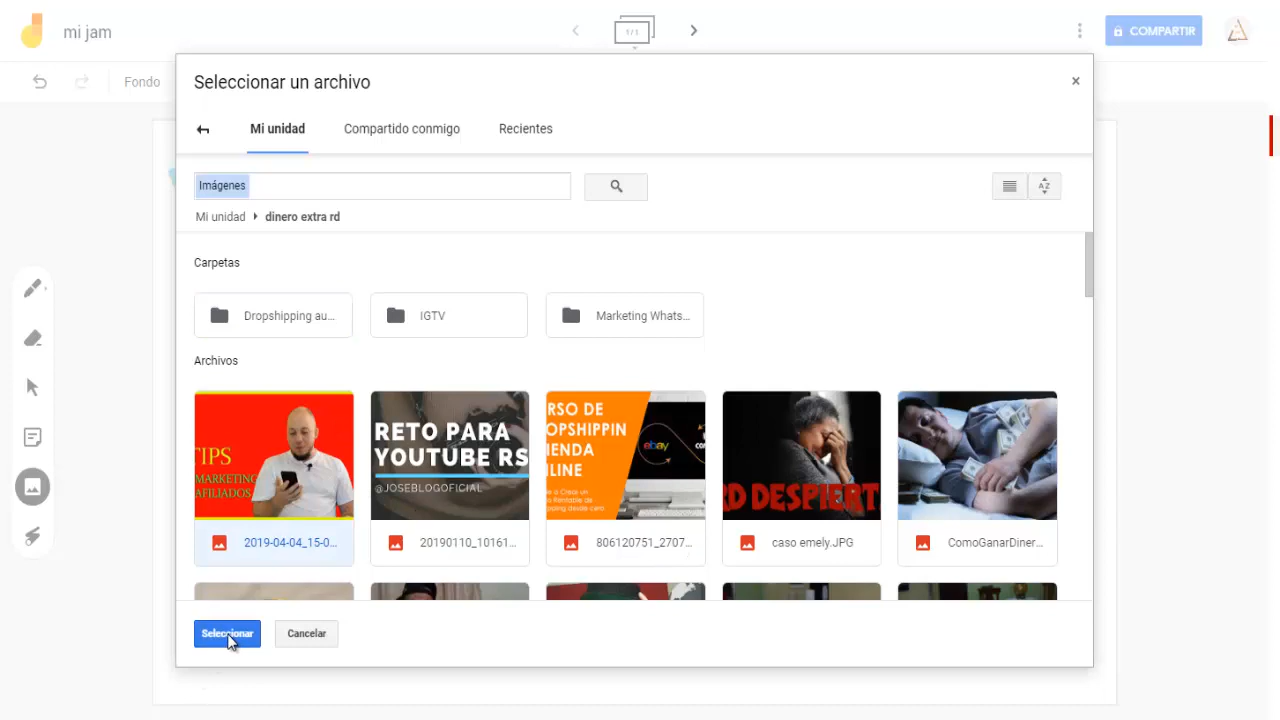 mi jam
1/1
COMPARTIR
Fondo
Seleccionar un archivo
×
Mi unidad
Compartido conmigo
Recientes
Imágenes
AZ
Mi unidad
dinero extra rd
Carpetas
Dropshipping au...
IGTV
Marketing Whats...
Archivos
TIPS
MARKETING
AFILIADOS
RETO PARA
YOUTUBE RS
@JOSEBLOGOFICIAL
RSO DE
OPSHIPPIN
IENDA
NLINE
ebay
RD DESPIERT
2019-04-04_15-0...
20190110_10161...
806120751_2707...
caso emely.JPG
ComoGanarDiner...
Seleccionar
Cancelar